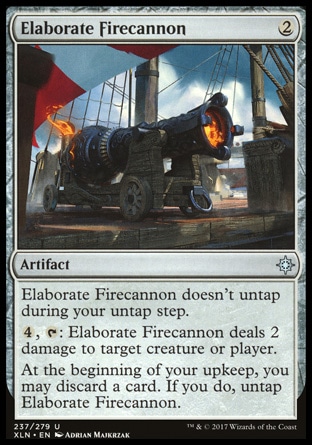 Elaborate Firecannon 2
Artifact
Elaborate Firecannon doesn't untap
during your untap step.
4, : Elaborate Firecannon deals 2
damage to target creature or player.
At the beginning of your upkeep, you
may discard a card. If you do, untap
Elaborate Firecannon.
237/279 U
XLN • EN Adrian Majkrzak
™ & © 2017 Wizards of the Coast